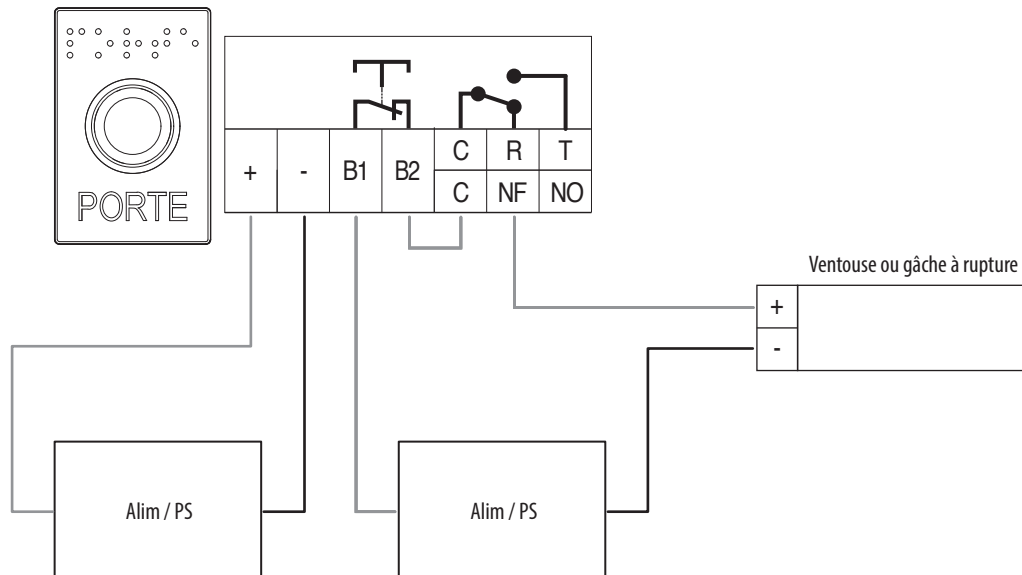 PORTE
+ - B1 B2 C R T
C NF NO
Ventouse ou gâche à rupture
+
-
Alim / PS
Alim / PS